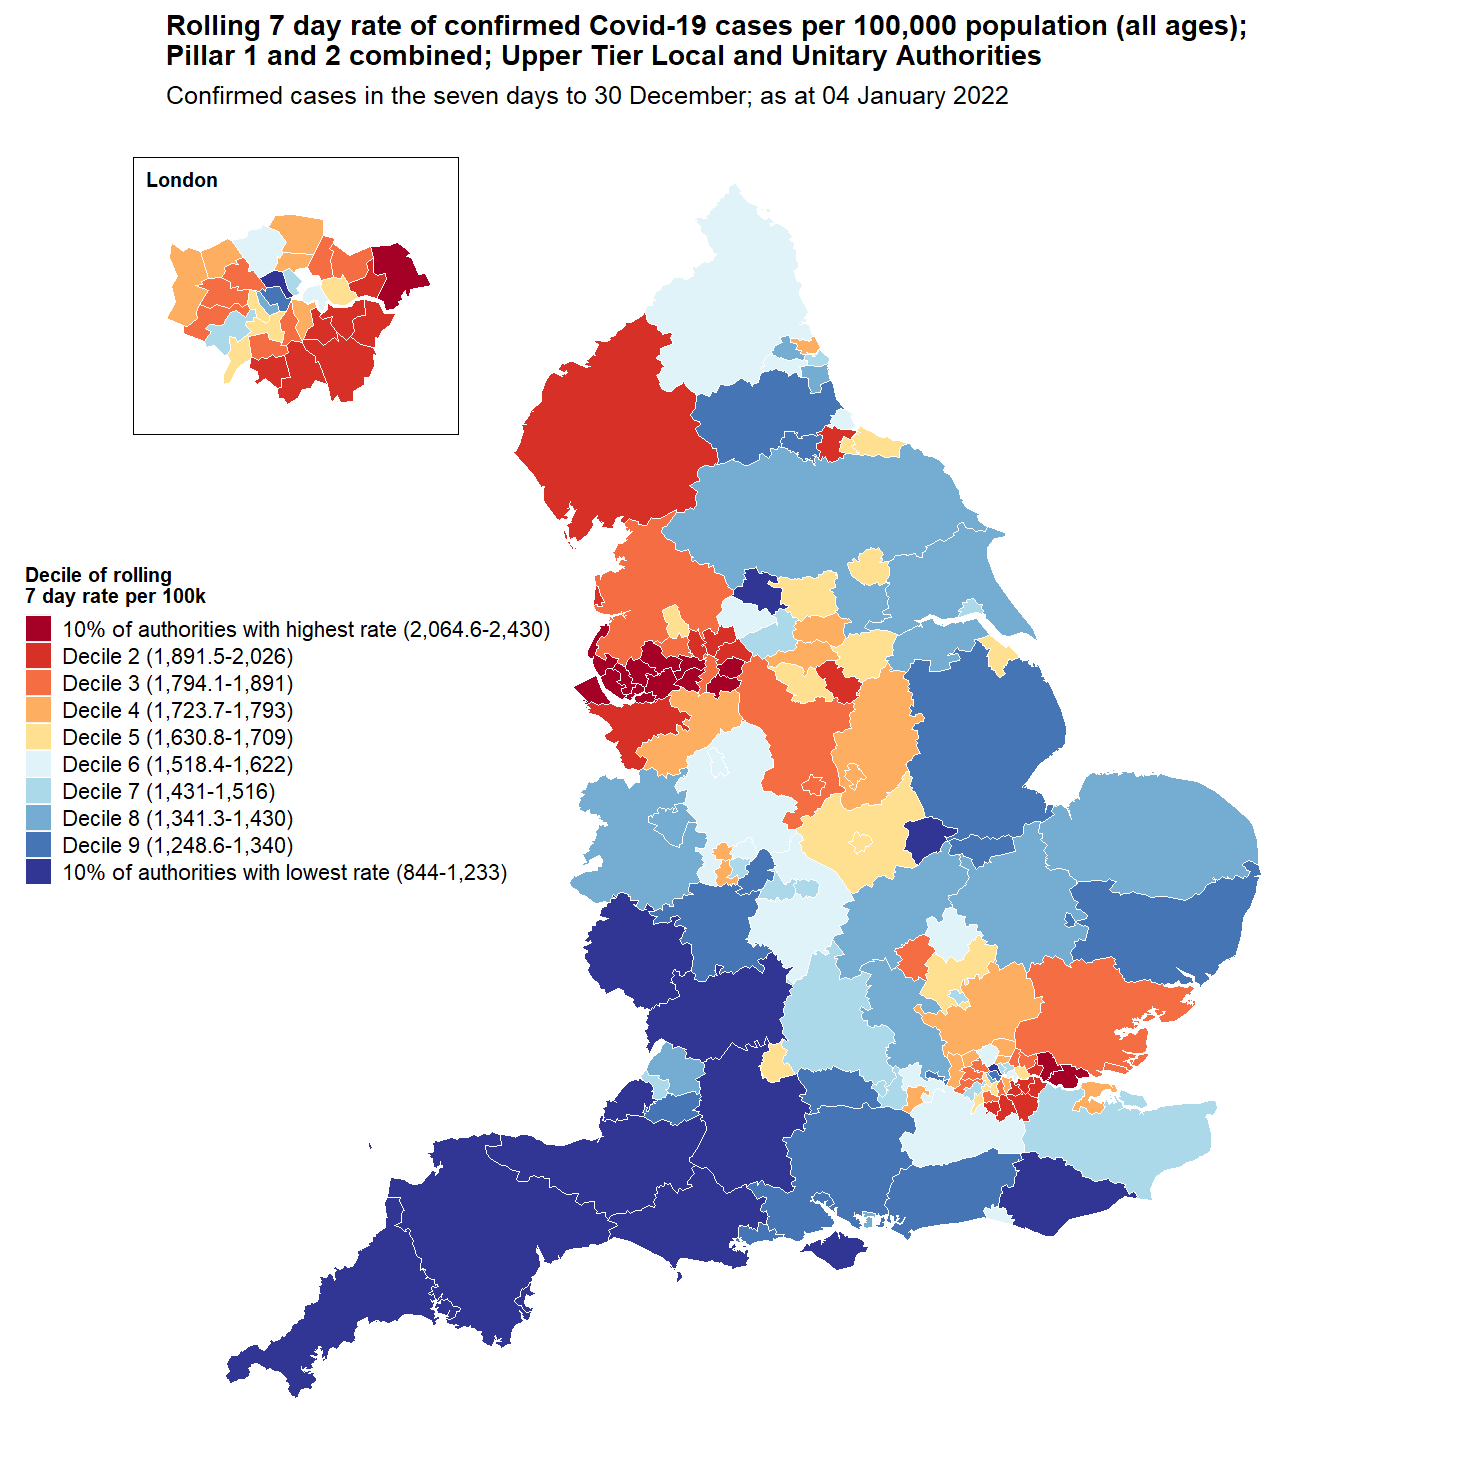 Rolling 7 day rate of confirmed Covid-19 cases per 100,000 population (all ages);
Pillar 1 and 2 combined; Upper Tier Local and Unitary Authorities
Confirmed cases in the seven days to 30 December; as at 04 January 2022
London
Decile of rolling
7 day rate per 100k
10% of authorities with highest rate (2,064.6-2,430)
Decile 2 (1,891.5-2,026)
Decile 3 (1,794.1-1,891)
Decile 4 (1,723.7-1,793)
Decile 5 (1,630.8-1,709)
Decile 6 (1,518.4-1,622)
Decile 7 (1,431-1,516)
Decile 8 (1,341.3-1,430)
Decile 9 (1,248.6-1,340)
10% of authorities with lowest rate (844-1,233)